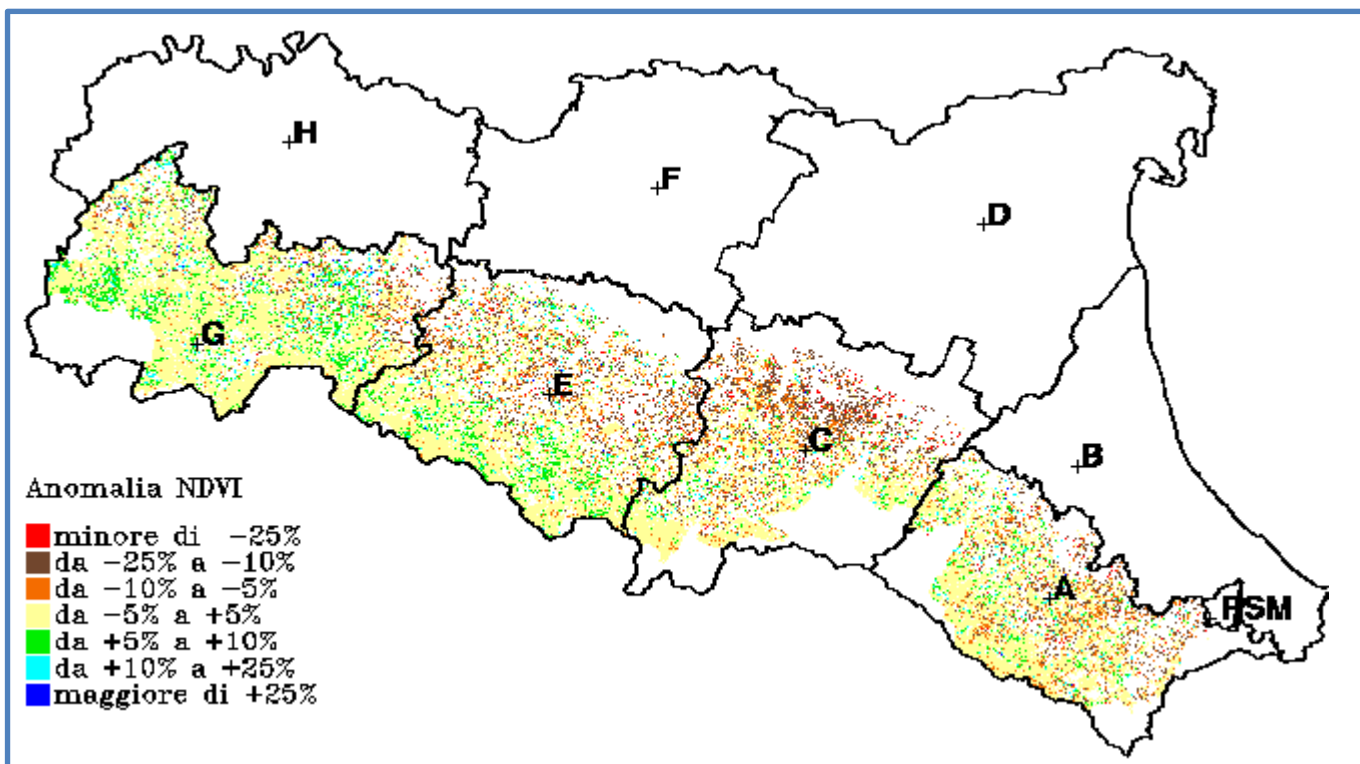 H
F
D
G
E
C
B
A
RSM
Anomalia NDVI
minore di -25%
da -25% a -10%
da -10% a -5%
da -5% a +5%
da +5% a +10%
da +10% a +25%
maggiore di +25%